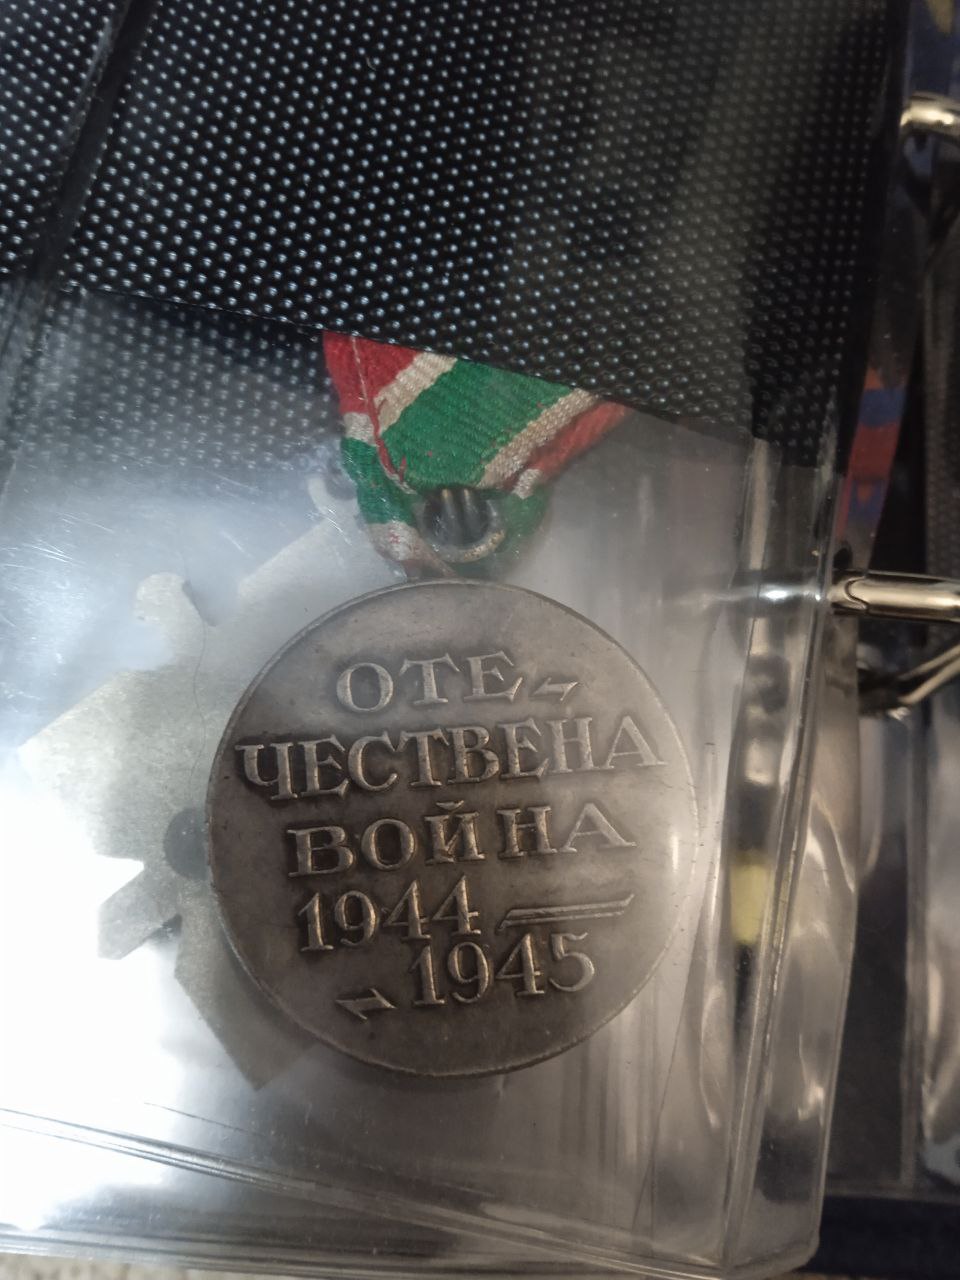 ОТЕ-
ЧЕСТВЕНА
ВОЙНА
1944 —
- 1945